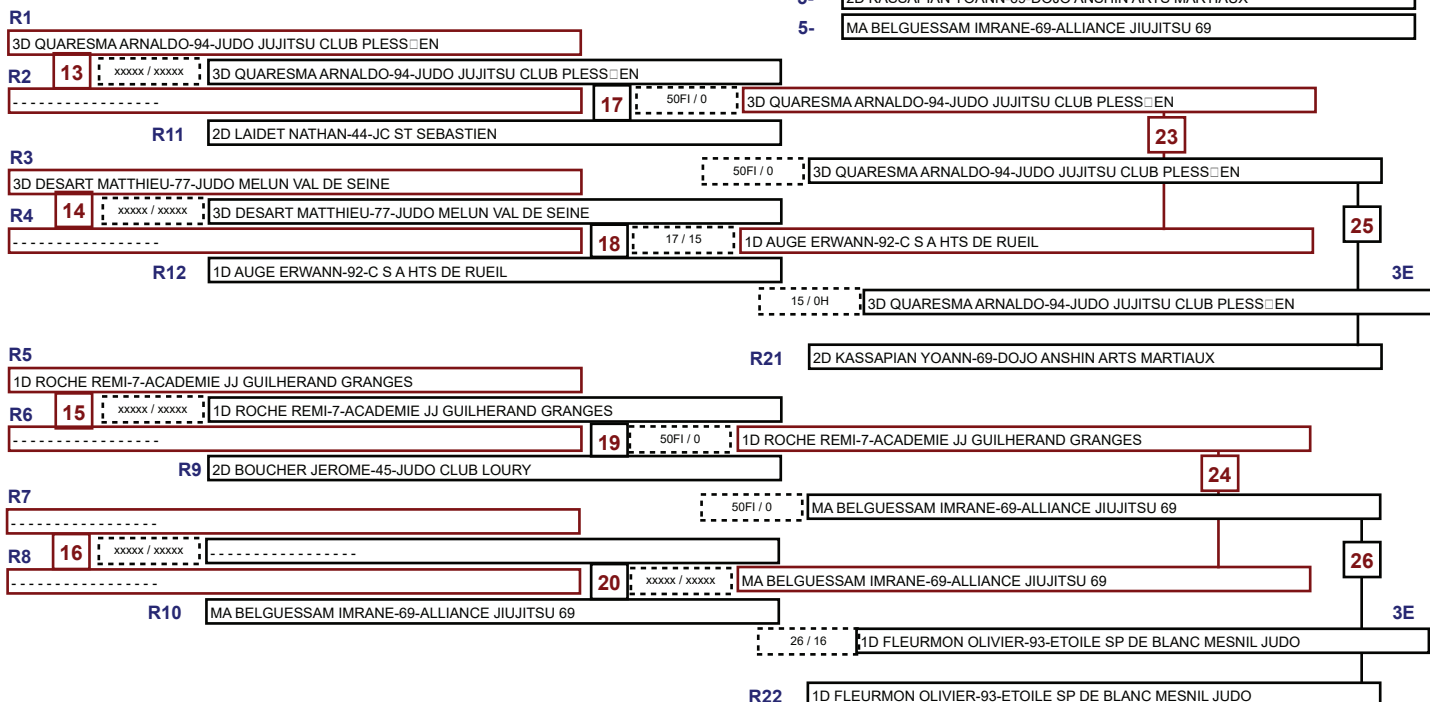 2D KASSAPIAN YOANN-69-DOJO ANSHIN ARTS MARTIAUX
5- MA BELGUESSAM IMRANE-69-ALLIANCE JIUJITSU 69
R1
3D QUARESMA ARNALDO-94-JUDO JUJITSU CLUB PLESS□EN
R2 13 xxxxx / xxxxx 3D QUARESMA ARNALDO-94-JUDO JUJITSU CLUB PLESS□EN
- - - - - - - - - - - - - - - - 17 50FI / 0 3D QUARESMA ARNALDO-94-JUDO JUJITSU CLUB PLESS□EN
R11 2D LAIDET NATHAN-44-JC ST SEBASTIEN 23
R3 50FI / 0 3D QUARESMA ARNALDO-94-JUDO JUJITSU CLUB PLESS□EN
3D DESART MATTHIEU-77-JUDO MELUN VAL DE SEINE
R4 14 xxxxx / xxxxx 3D DESART MATTHIEU-77-JUDO MELUN VAL DE SEINE 25
- - - - - - - - - - - - - - - - 18 17 / 15 1D AUGE ERWANN-92-C S A HTS DE RUEIL
R12 1D AUGE ERWANN-92-C S A HTS DE RUEIL 3E
15 / 0H 3D QUARESMA ARNALDO-94-JUDO JUJITSU CLUB PLESS□EN
R5 R21 2D KASSAPIAN YOANN-69-DOJO ANSHIN ARTS MARTIAUX
1D ROCHE REMI-7-ACADEMIE JJ GUILHERAND GRANGES
R6 15 xxxxx / xxxxx 1D ROCHE REMI-7-ACADEMIE JJ GUILHERAND GRANGES
- - - - - - - - - - - - - - - - 19 50FI / 0 1D ROCHE REMI-7-ACADEMIE JJ GUILHERAND GRANGES
R9 2D BOUCHER JEROME-45-JUDO CLUB LOURY 24
R7 50FI / 0 MA BELGUESSAM IMRANE-69-ALLIANCE JIUJITSU 69
- - - - - - - - - - - - - - - -
R8 16 xxxxx / xxxxx - - - - - - - - - - - - - - - - 26
- - - - - - - - - - - - - - - - 20 xxxxx / xxxxx MA BELGUESSAM IMRANE-69-ALLIANCE JIUJITSU 69
R10 MA BELGUESSAM IMRANE-69-ALLIANCE JIUJITSU 69 3E
26 / 16 1D FLEURMON OLIVIER-93-ETOILE SP DE BLANC MESNIL JUDO
R22 1D FLEURMON OLIVIER-93-ETOILE SP DE BLANC MESNIL JUDO